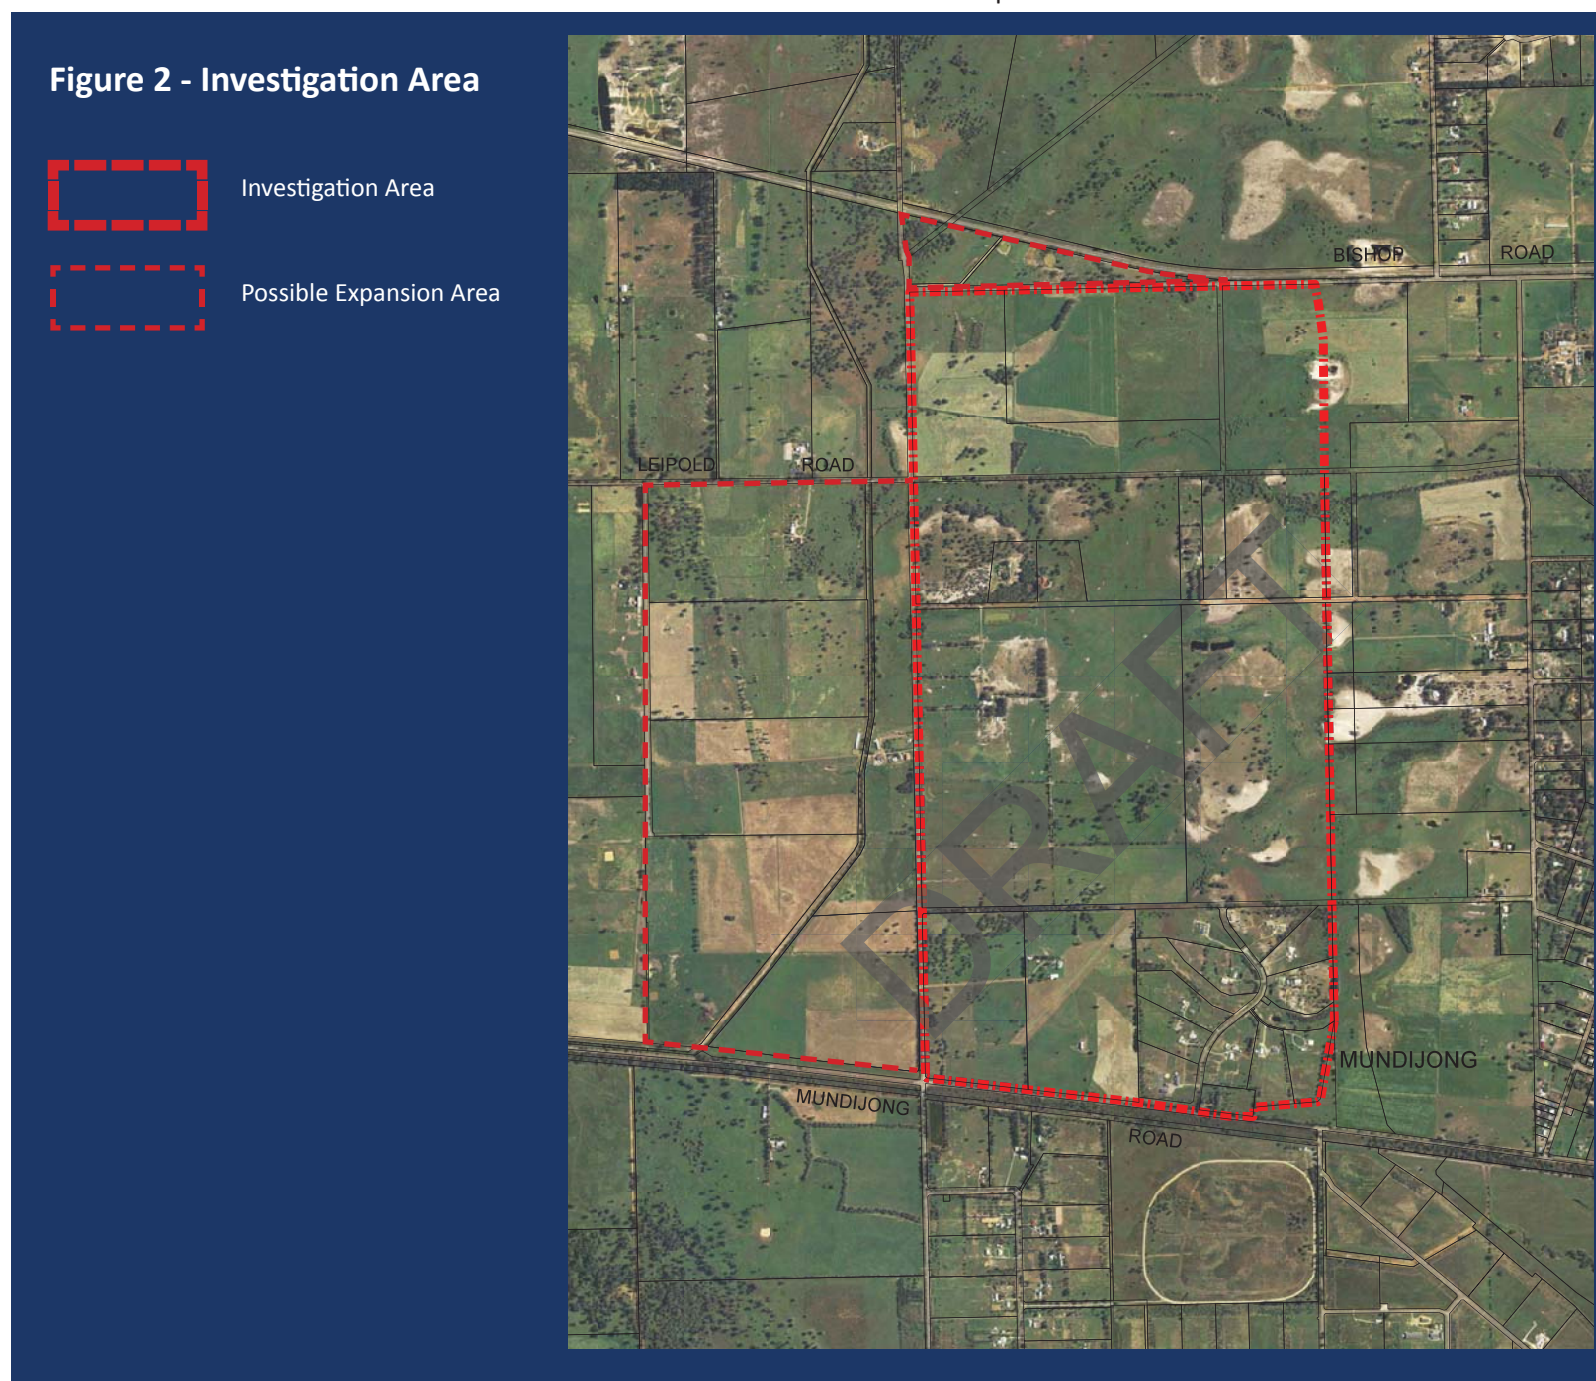 Figure 2 - Investigation Area
Investigation Area
Possible Expansion Area
BISHOP ROAD
LEIPOLD ROAD
DRAFT
MUNDIJONG
MUNDIJONG ROAD